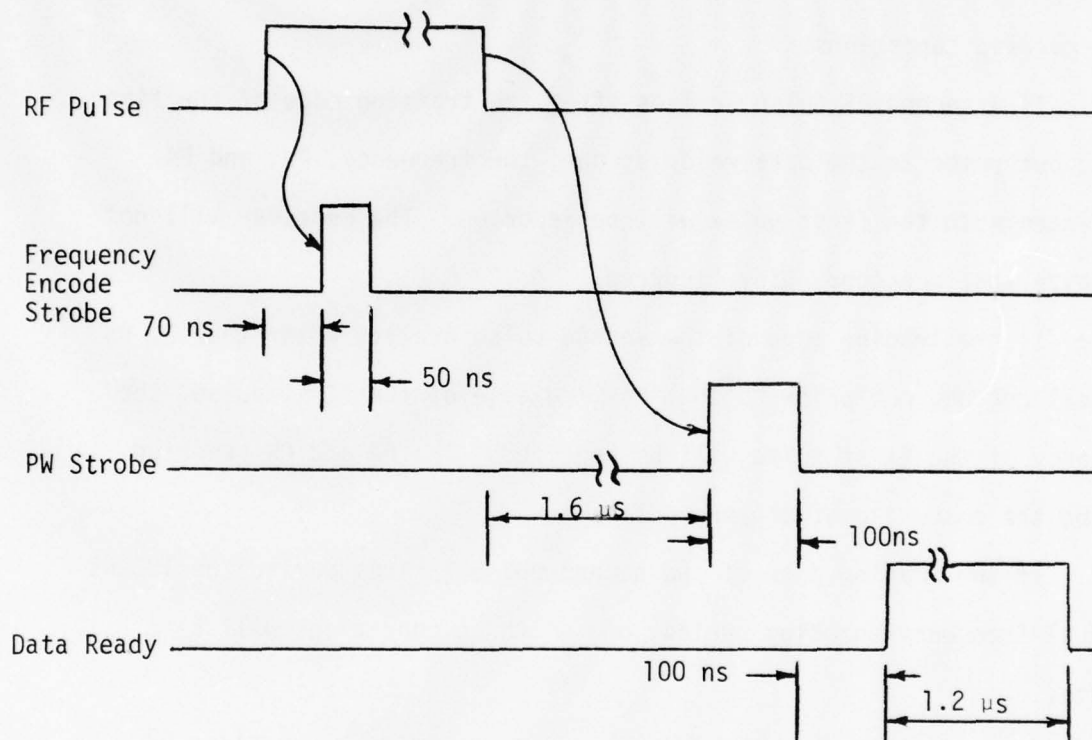 RF Pulse
Frequency
Encode
Strobe
70 ns
50 ns
PW Strobe
1.6 µs
100ns
Data Ready
100 ns
1.2 µs